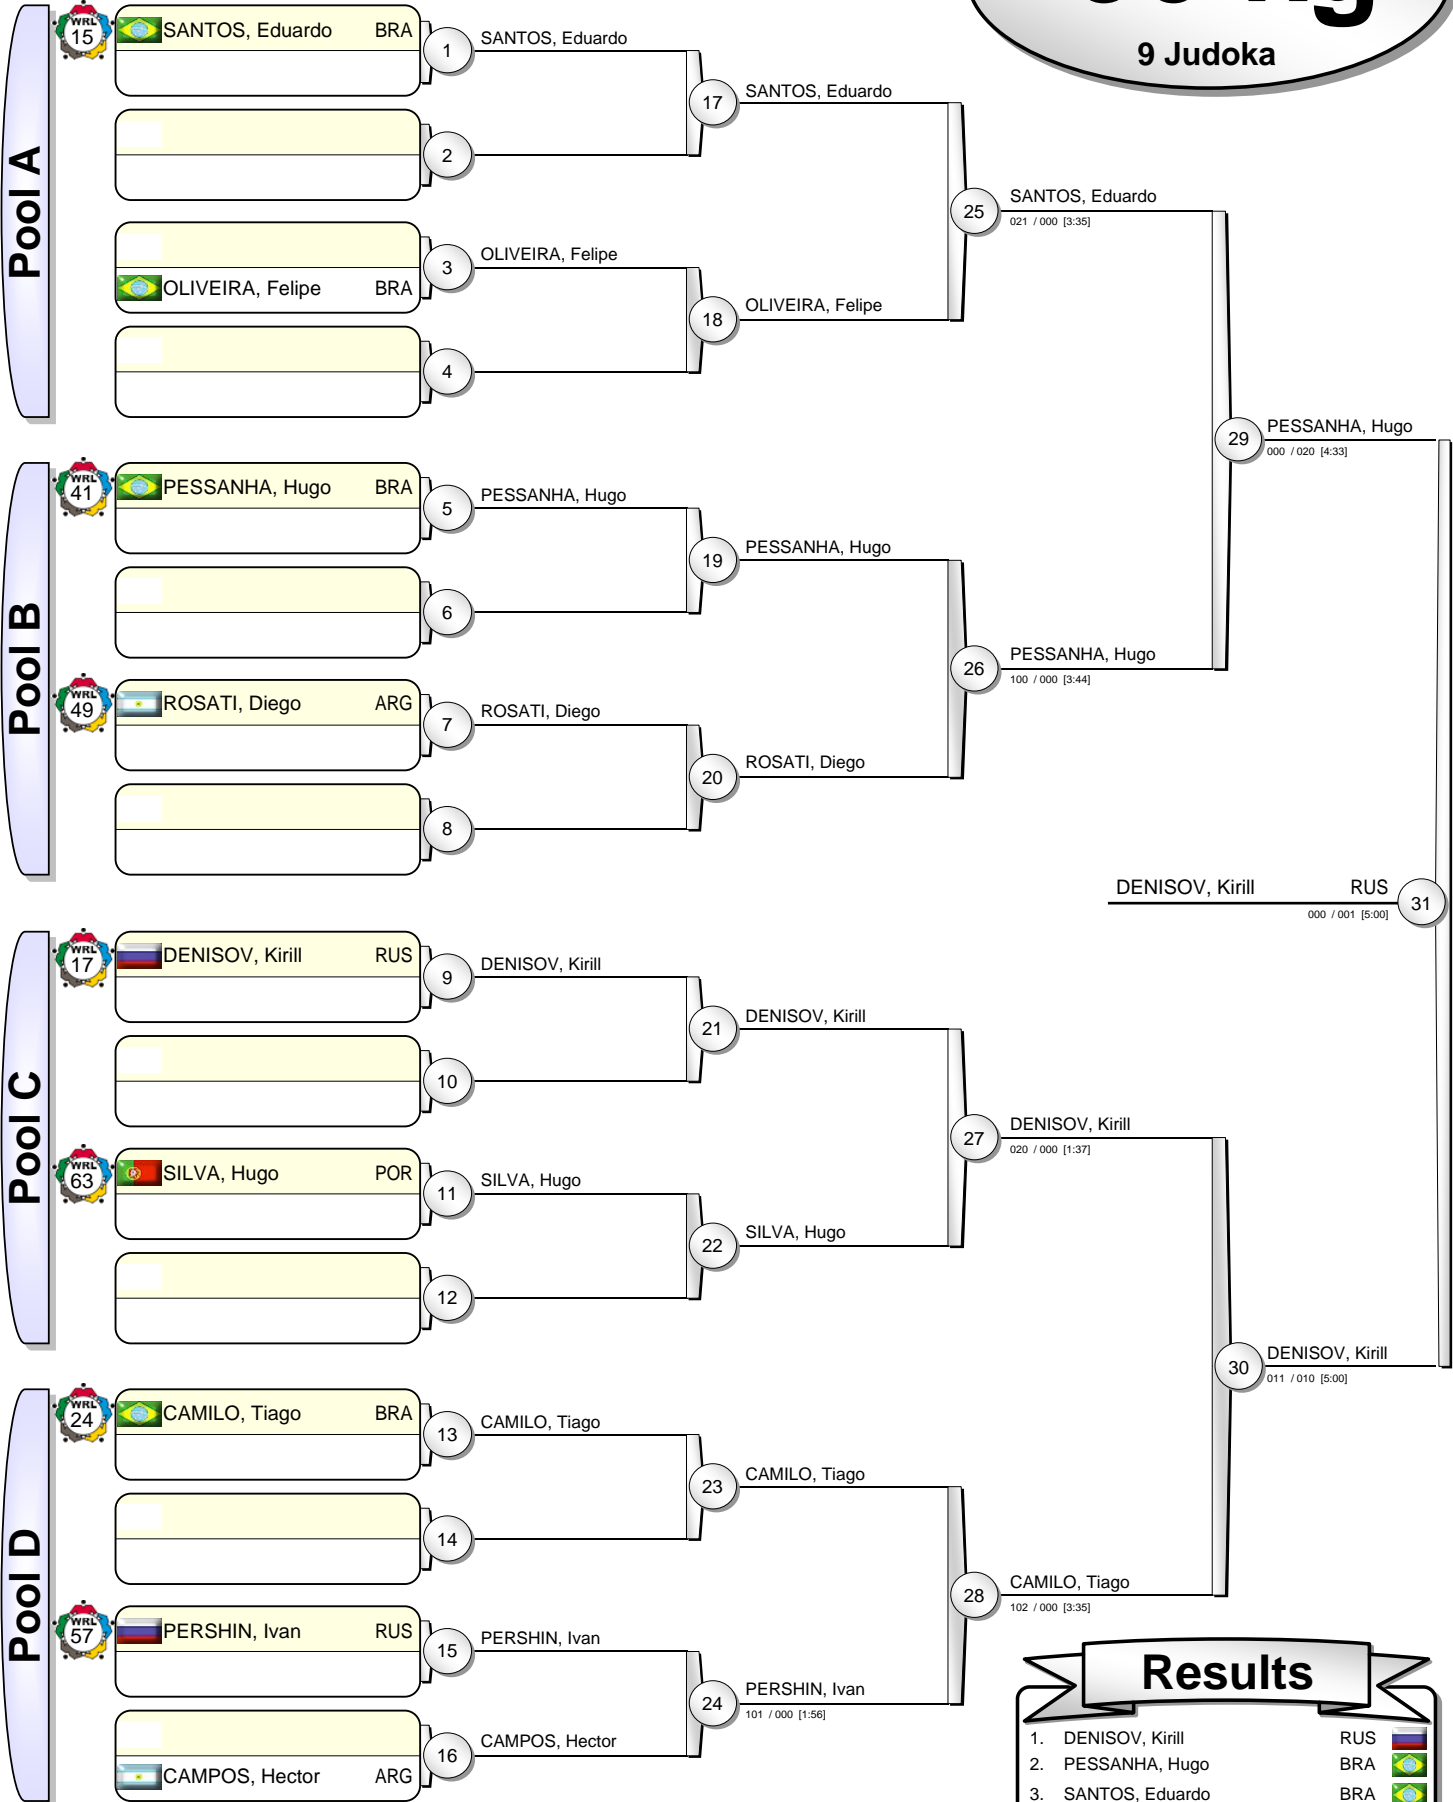 9 Judoka
Pool A
WRL 15
SANTOS, Eduardo BRA
1
SANTOS, Eduardo
2
17
SANTOS, Eduardo
3
OLIVEIRA, Felipe BRA
OLIVEIRA, Felipe
4
18
OLIVEIRA, Felipe
25
SANTOS, Eduardo
021 / 000 [3:35]
Pool B
WRL 41
PESSANHA, Hugo BRA
5
PESSANHA, Hugo
6
19
PESSANHA, Hugo
WRL 49
ROSATI, Diego ARG
7
ROSATI, Diego
8
20
ROSATI, Diego
26
PESSANHA, Hugo
100 / 000 [3:44]
29
PESSANHA, Hugo
000 / 020 [4:33]
DENISOV, Kirill RUS
000 / 001 [5:00]
31
Pool C
WRL 17
DENISOV, Kirill RUS
9
DENISOV, Kirill
10
21
DENISOV, Kirill
WRL 63
SILVA, Hugo POR
11
SILVA, Hugo
12
22
SILVA, Hugo
27
DENISOV, Kirill
020 / 000 [1:37]
30
DENISOV, Kirill
011 / 010 [5:00]
Pool D
WRL 24
CAMILO, Tiago BRA
13
CAMILO, Tiago
14
23
CAMILO, Tiago
WRL 57
PERSHIN, Ivan RUS
15
PERSHIN, Ivan
16
CAMPOS, Hector ARG
CAMPOS, Hector
24
PERSHIN, Ivan
101 / 000 [1:56]
28
CAMILO, Tiago
102 / 000 [3:35]
Results
1. DENISOV, Kirill RUS
2. PESSANHA, Hugo BRA
3. SANTOS, Eduardo BRA